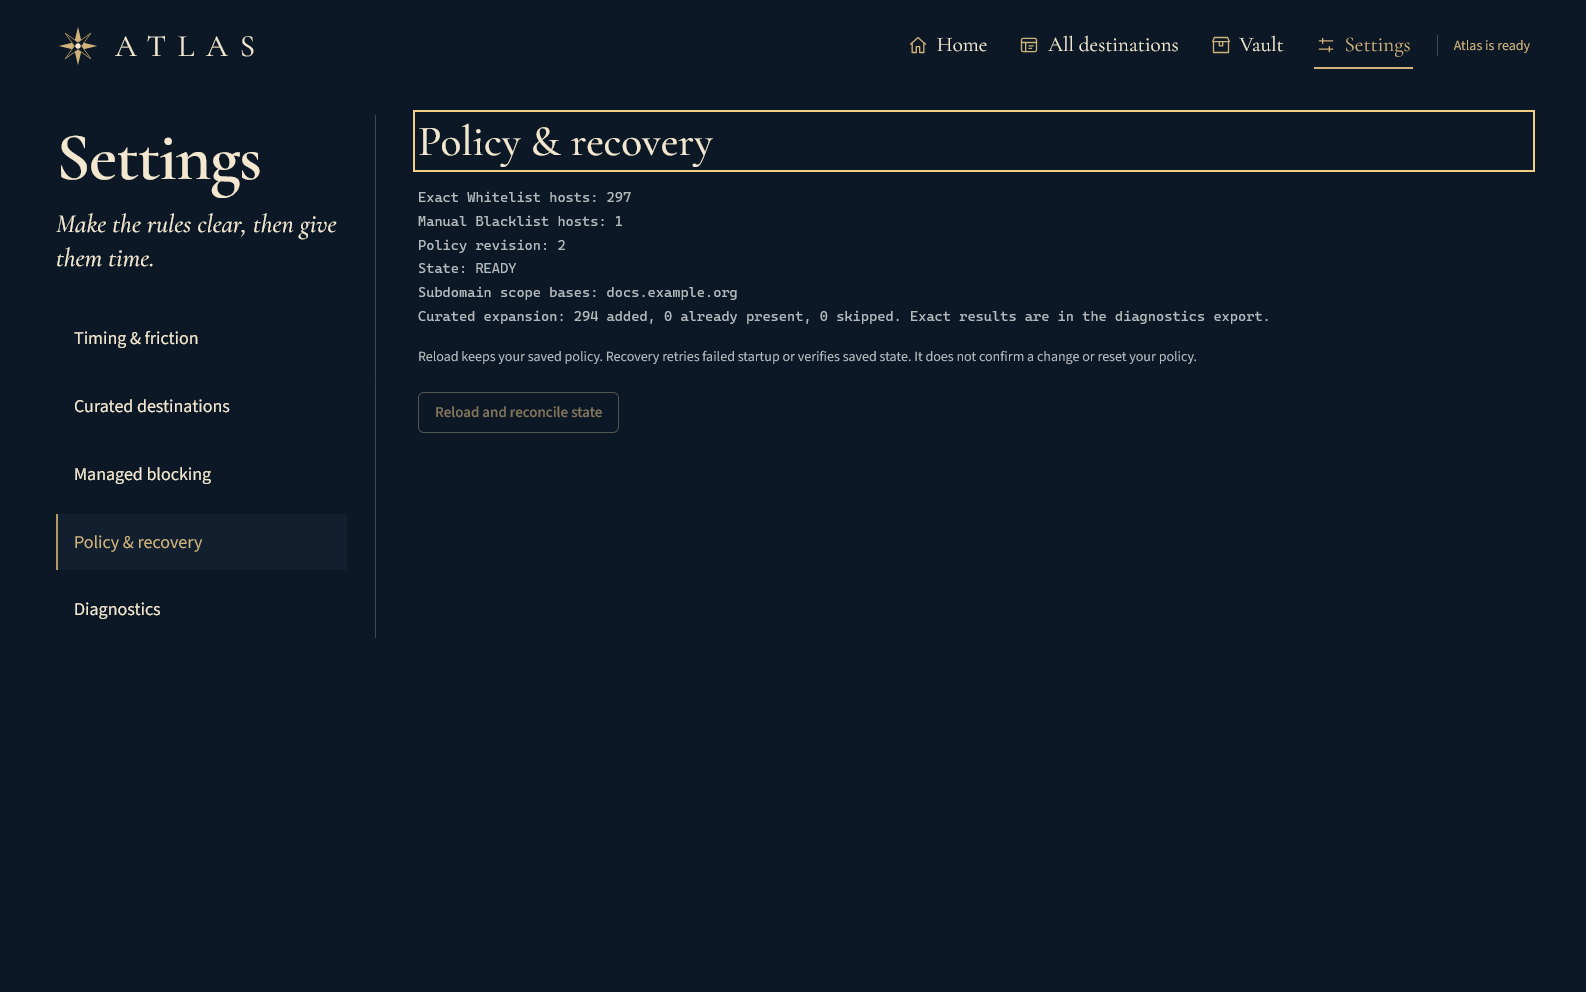 ATLAS
Home
All destinations
Vault
Settings
Atlas is ready
Settings
Make the rules clear, then give
them time.
Timing & friction
Curated destinations
Managed blocking
Policy & recovery
Diagnostics
Policy & recovery
Exact Whitelist hosts: 297
Manual Blacklist hosts: 1
Policy revision: 2
State: READY
Subdomain scope bases: docs.example.org
Curated expansion: 294 added, 0 already present, 0 skipped. Exact results are in the diagnostics export.
Reload keeps your saved policy. Recovery retries failed startup or verifies saved state. It does not confirm a change or reset your policy.
Reload and reconcile state